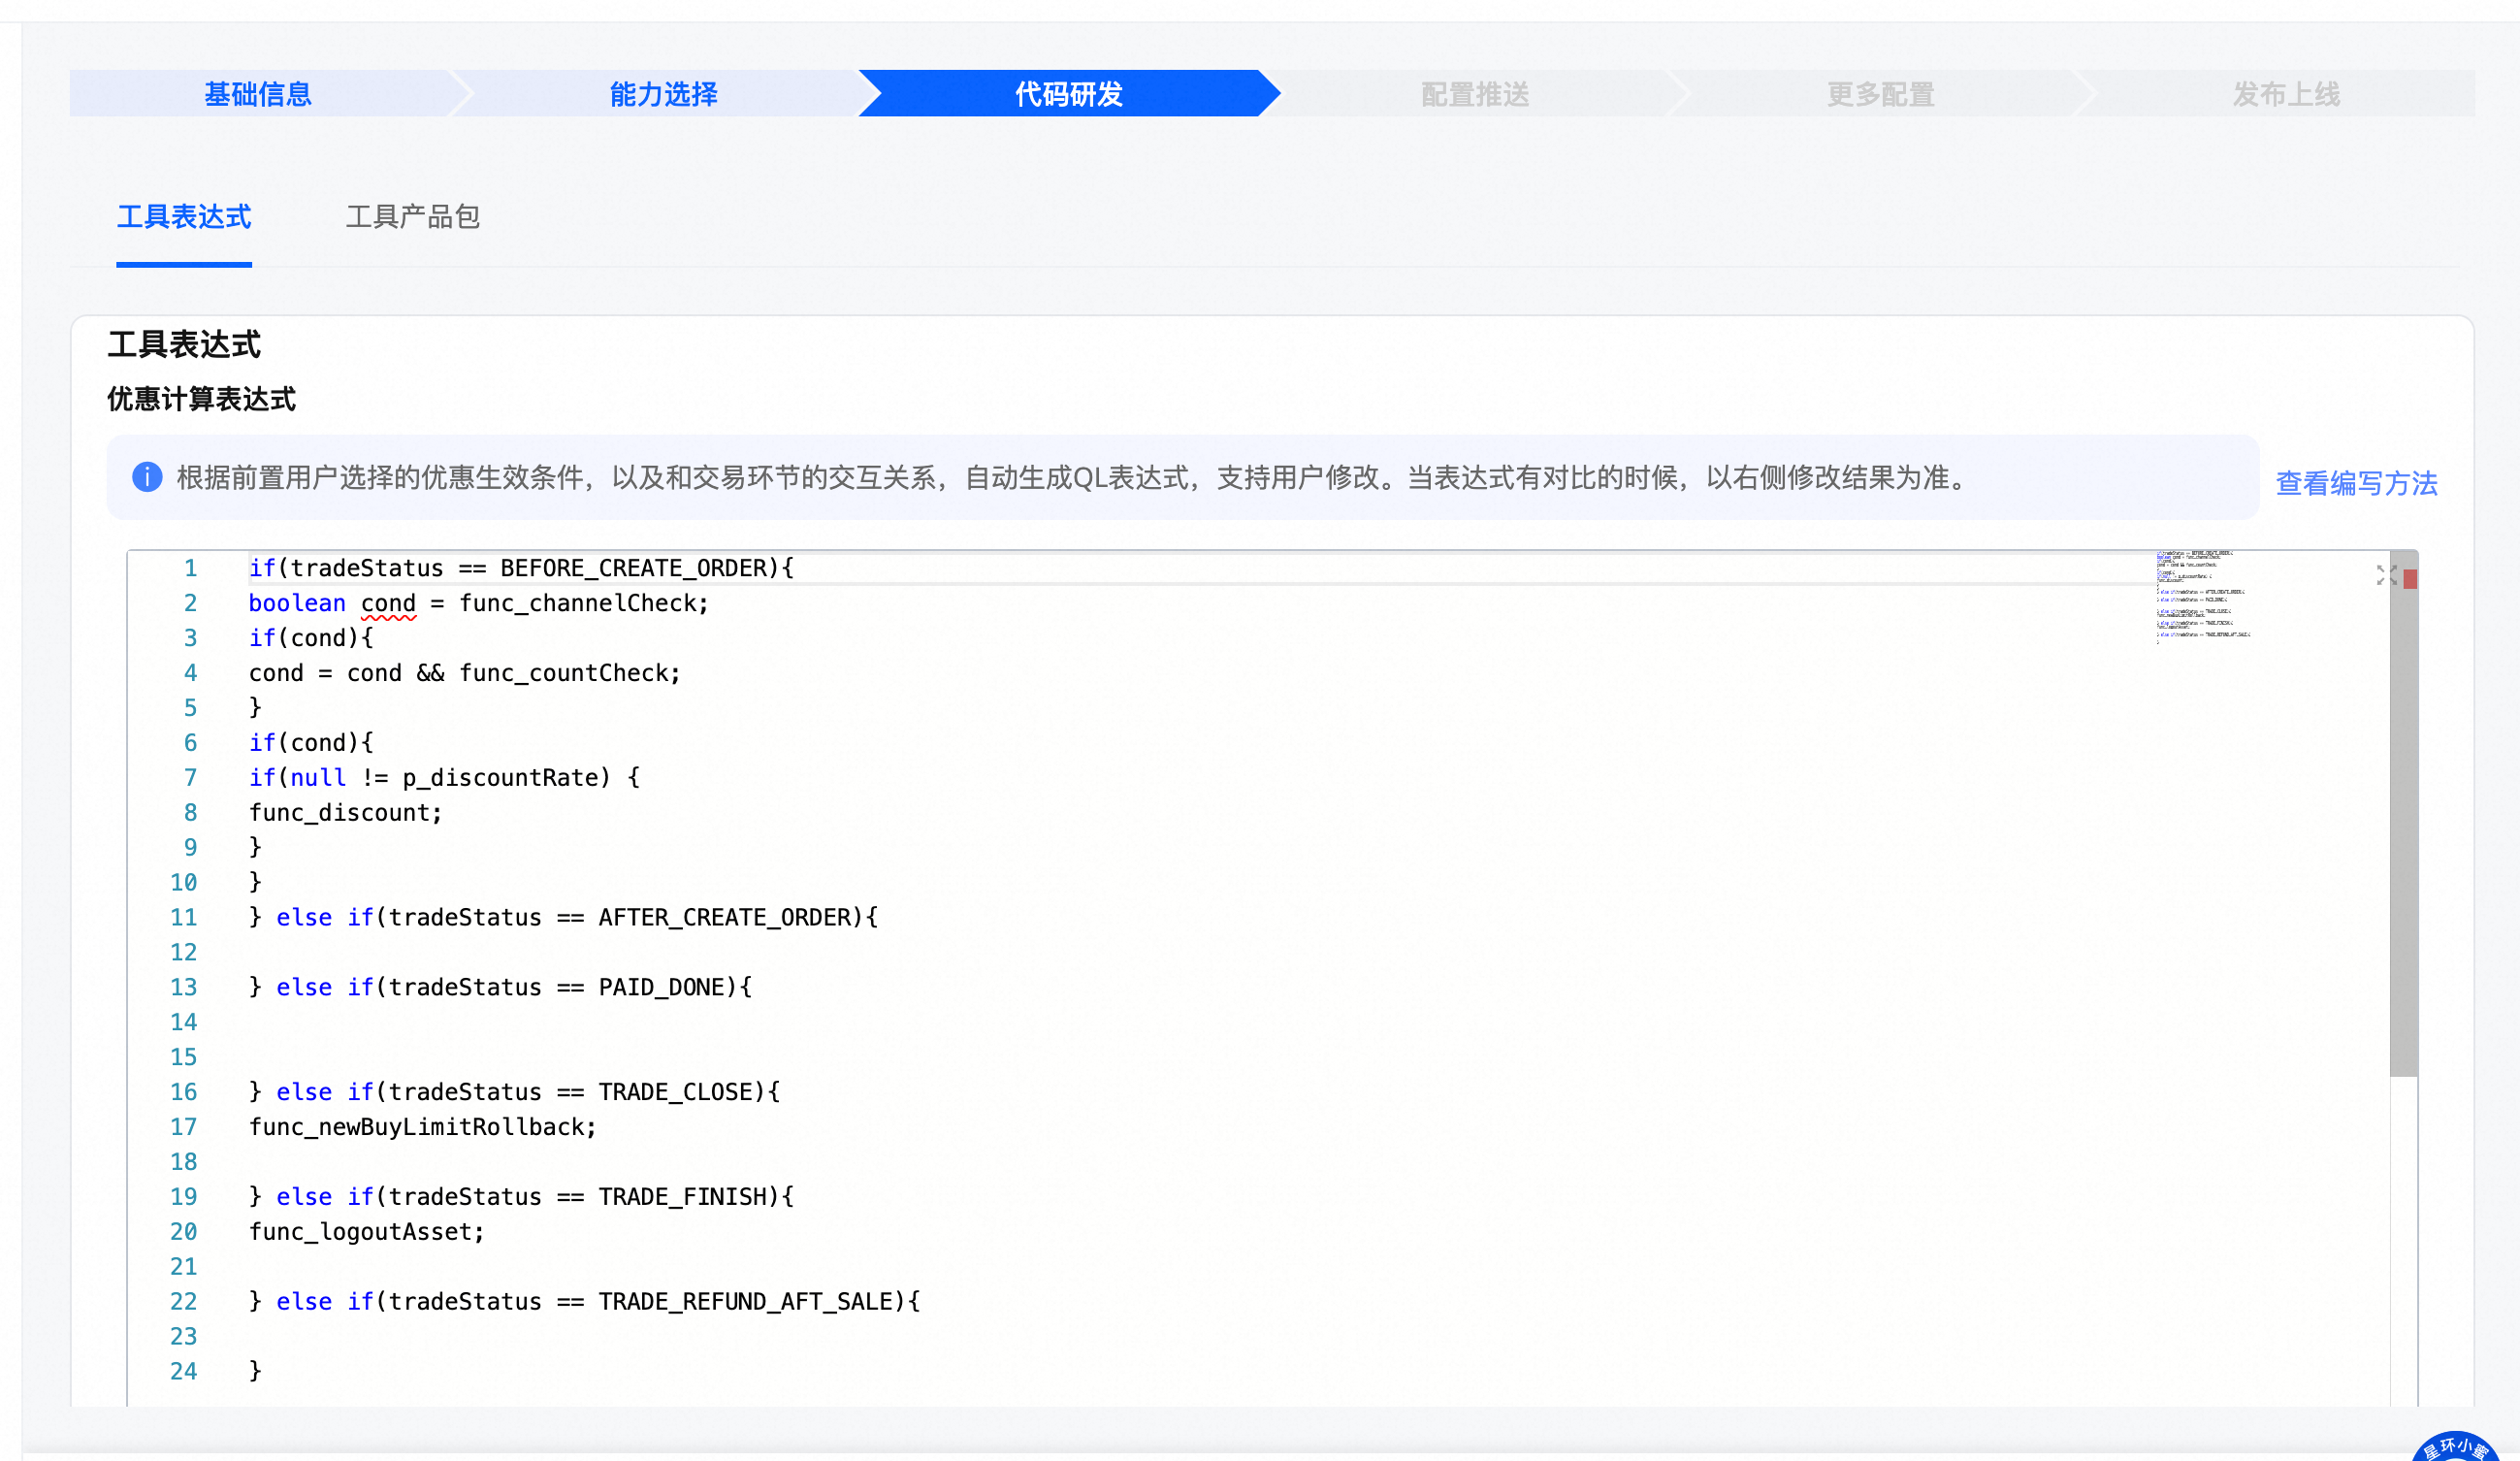 基础信息
能力选择
代码研发
配置推送
更多配置
发布上线
工具表达式
工具产品包
工具表达式
优惠计算表达式
根据前置用户选择的优惠生效条件，以及和交易环节的交互关系，自动生成QL表达式，支持用户修改。当表达式有对比的时候，以右侧修改结果为准。
查看编写方法
1 if(tradeStatus == BEFORE_CREATE_ORDER){
2 boolean cond = func_channelCheck;
3 if(cond){
4 cond = cond && func_countCheck;
5 }
6 if(cond){
7 if(null != p_discountRate) {
8 func_discount;
9 }
10 }
11 } else if(tradeStatus == AFTER_CREATE_ORDER){
12
13 } else if(tradeStatus == PAID_DONE){
14
15
16 } else if(tradeStatus == TRADE_CLOSE){
17 func_newBuyLimitRollback;
18
19 } else if(tradeStatus == TRADE_FINISH){
20 func_logoutAsset;
21
22 } else if(tradeStatus == TRADE_REFUND_AFT_SALE){
23
24 }
星环小蜜